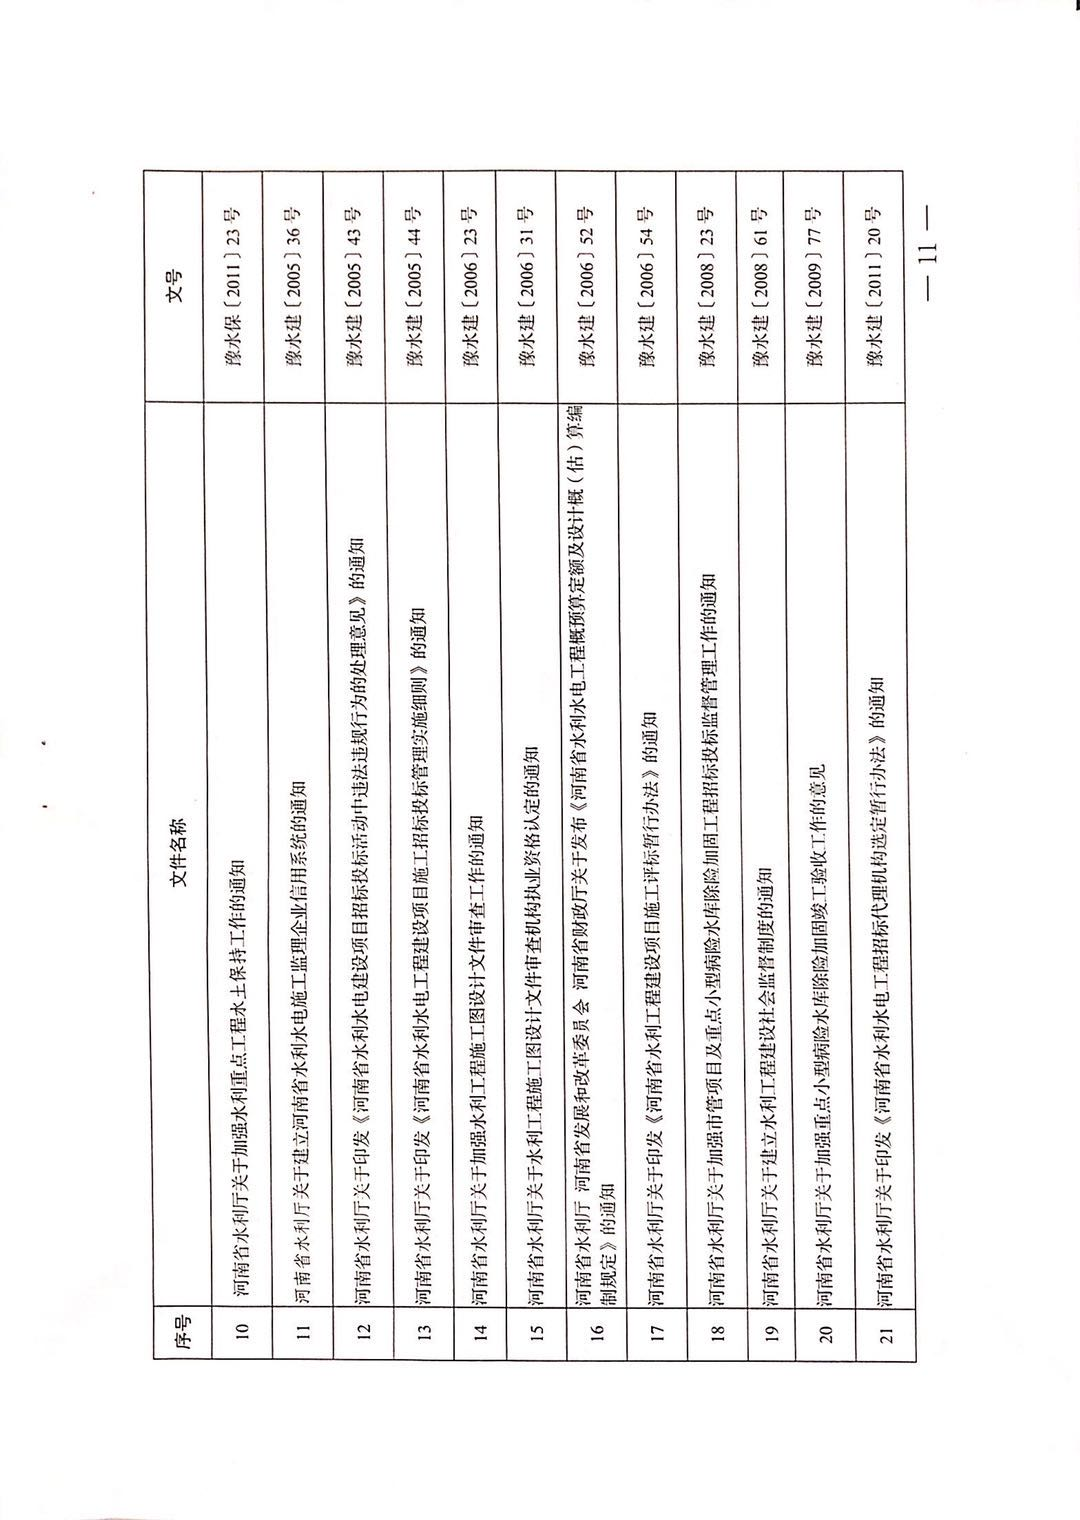 序号 文件名称 文号
10 河南省水利厅关于加强水利重点工程水土保持工作的通知 豫水保〔2011〕23号
11 河南省水利厅关于建立河南省水利水电施工监理企业信用系统的通知 豫水建〔2005〕36号
12 河南省水利厅关于印发《河南省水利水电建设项目招标投标活动中违法违规行为的处理意见》的通知 豫水建〔2005〕43号
13 河南省水利厅关于印发《河南省水利水电工程建设项目施工招标投标管理实施细则》的通知 豫水建〔2005〕44号
14 河南省水利厅关于加强水利工程施工图设计文件审查工作的通知 豫水建〔2006〕23号
15 河南省水利厅关于水利工程施工图设计文件审查机构执业资格认定的通知 豫水建〔2006〕31号
16 河南省水利厅 河南省发展和改革委员会 河南省财政厅关于发布《河南省水利水电工程概预算定额及设计概（估）算编 豫水建〔2006〕52号
制规定》的通知
17 河南省水利厅关于印发《河南省水利工程建设项目施工评标暂行办法》的通知 豫水建〔2006〕54号
18 河南省水利厅关于加强市管项目及重点小型病险水库除险加固工程招标投标监督管理工作的通知 豫水建〔2008〕23号
19 河南省水利厅关于建立水利工程建设社会监督制度的通知 豫水建〔2008〕61号
20 河南省水利厅关于加强重点小型病险水库除险加固竣工验收工作的意见 豫水建〔2009〕77号
21 河南省水利厅关于印发《河南省水利水电工程招标代理机构选定暂行办法》的通知 豫水建〔2011〕20号
— 11 —